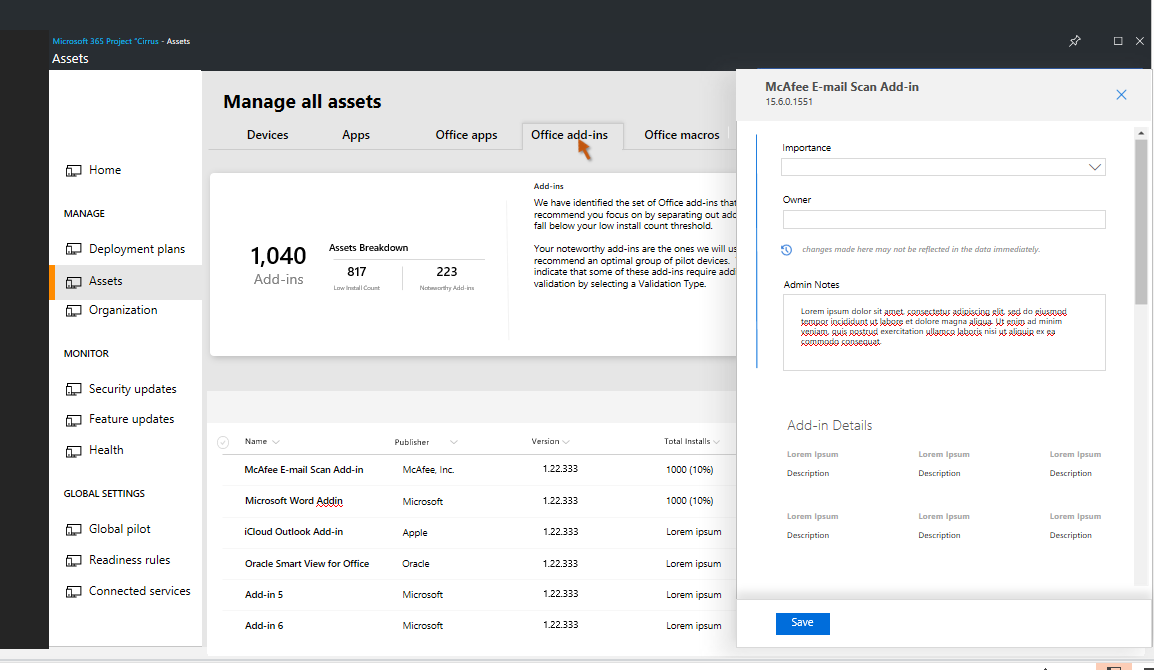 Microsoft 365 Project "Cirrus - Assets
Assets
Home
MANAGE
Deployment plans
Assets
Organization
MONITOR
Security updates
Feature updates
Health
GLOBAL SETTINGS
Global pilot
Readiness rules
Connected services
Manage all assets
Devices Apps Office apps Office add-ins Office macros
1,040
Add-ins
Assets Breakdown
817 223
Low Install Count Noteworthy Add-ins
Add-ins
We have identified the set of Office add-ins that
recommend you focus on by separating out add
fall below your low install count threshold.
Your noteworthy add-ins are the ones we will us
recommend an optimal group of pilot devices.
indicate that some of these add-ins require add
validation by selecting a Validation Type.
Name Publisher Version Total Installs
McAfee E-mail Scan Add-in McAfee, Inc. 1.22.333 1000 (10%)
Microsoft Word Addin Microsoft 1.22.333 1000 (10%)
iCloud Outlook Add-in Apple 1.22.333 Lorem ipsum
Oracle Smart View for Office Oracle 1.22.333 Lorem ipsum
Add-in 5 Microsoft 1.22.333 Lorem ipsum
Add-in 6 Microsoft 1.22.333 Lorem ipsum
McAfee E-mail Scan Add-in
15.6.0.1551
Importance
Owner
changes made here may not be reflected in the data immediately.
Admin Notes
Lorem ipsum dolor sit amet, consectetur adipiscing elit, sed do eiusmod
tempor incididunt ut labore et dolore magna aliqua. Ut enim ad minim
veniam, quis nostrud exercitation ullamco laboris nisi ut aliquip ex ea
commodo consequat.
Add-in Details
Lorem Ipsum Lorem Ipsum Lorem Ipsum
Description Description Description
Lorem Ipsum Lorem Ipsum Lorem Ipsum
Description Description Description
Save